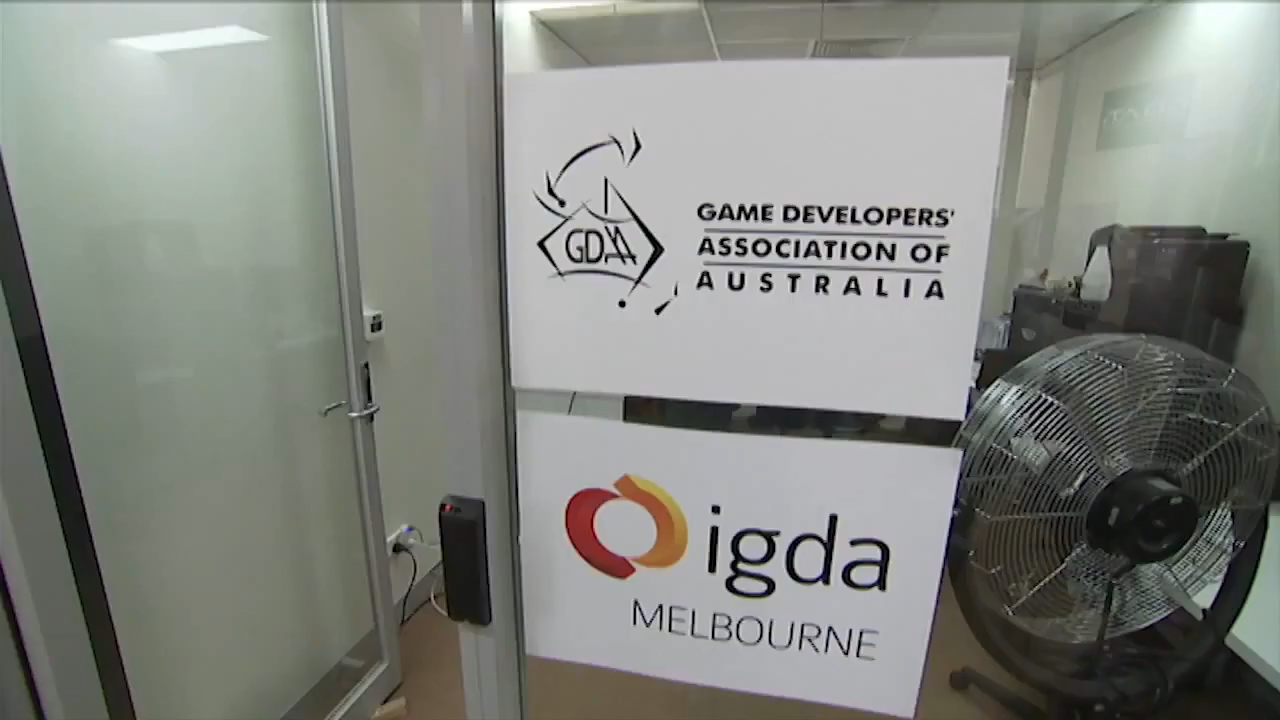 GDAA
GAME DEVELOPERS'
ASSOCIATION OF
AUSTRALIA
igda
MELBOURNE